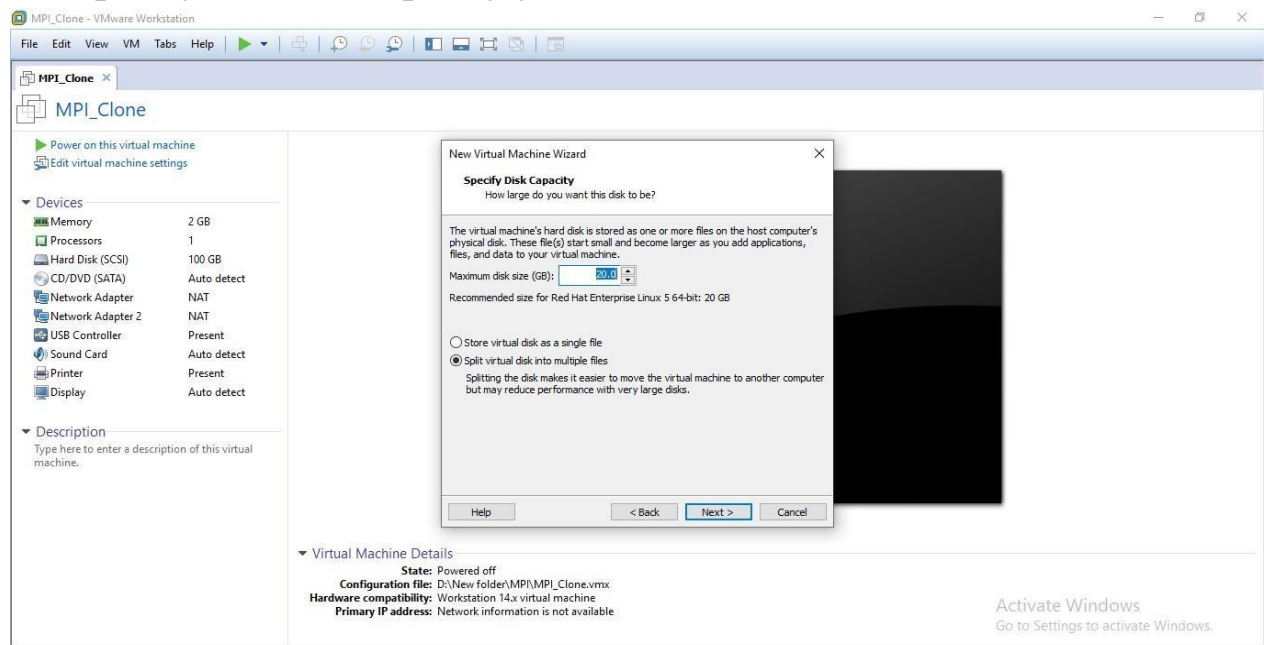 MPI_Clone - VMware Workstation
File Edit View VM Tabs Help
MPI_Clone
MPI_Clone
Power on this virtual machine
Edit virtual machine settings
Devices
Memory 2 GB
Processors 1
Hard Disk (SCSI) 100 GB
CD/DVD (SATA) Auto detect
Network Adapter NAT
Network Adapter 2 NAT
USB Controller Present
Sound Card Auto detect
Printer Present
Display Auto detect
Description
Type here to enter a description of this virtual
machine.
New Virtual Machine Wizard
Specify Disk Capacity
How large do you want this disk to be?
The virtual machine's hard disk is stored as one or more files on the host computer's
physical disk. These file(s) start small and become larger as you add applications,
files, and data to your virtual machine.
Maximum disk size (GB): 20.0
Recommended size for Red Hat Enterprise Linux 5 64-bit: 20 GB
Store virtual disk as a single file
Split virtual disk into multiple files
Splitting the disk makes it easier to move the virtual machine to another computer
but may reduce performance with very large disks.
Help < Back Next > Cancel
Virtual Machine Details
State: Powered off
Configuration file: D:\New folder\MPI\MPI_Clone.vmx
Hardware compatibility: Workstation 14.x virtual machine
Primary IP address: Network information is not available
Activate Windows
Go to Settings to activate Windows.